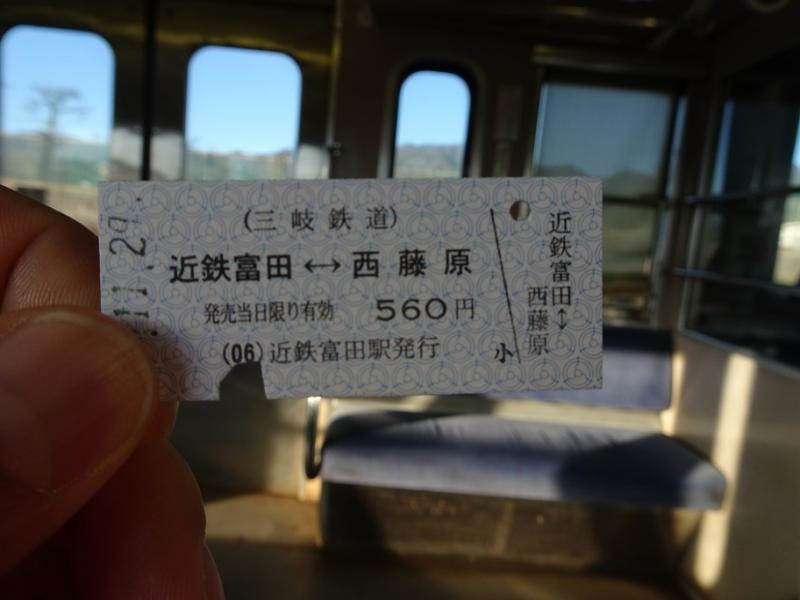 (三岐鉄道)
近鉄富田↔西藤原
発売当日限り有効 560円
(06)近鉄富田駅発行
小
近鉄富田↔
西藤原
.11.29.